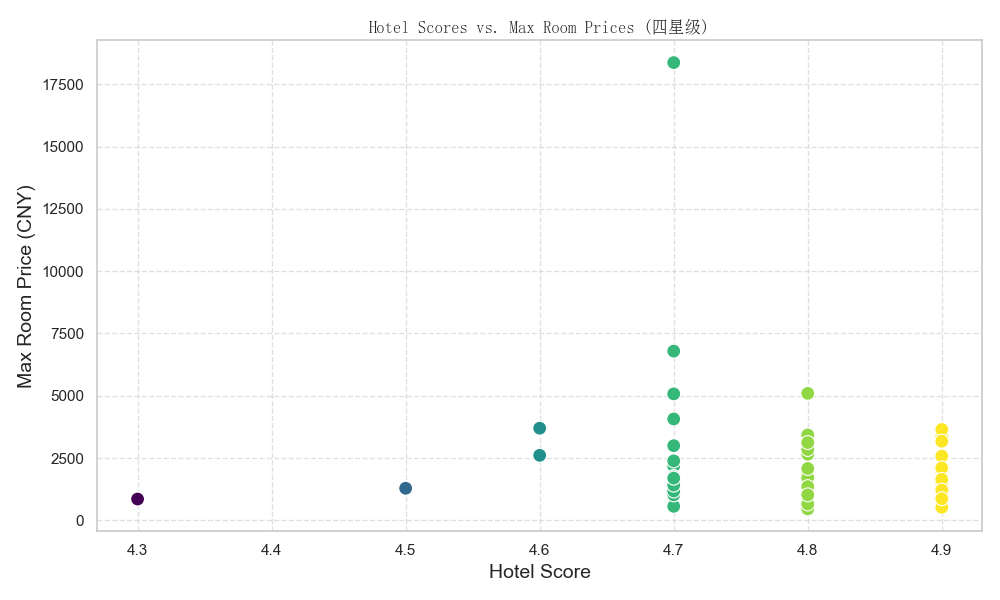 Hotel Scores vs. Max Room Prices (四星级)
Max Room Price (CNY)
17500
15000
12500
10000
7500
5000
2500
0
4.3 4.4 4.5 4.6 4.7 4.8 4.9
Hotel Score